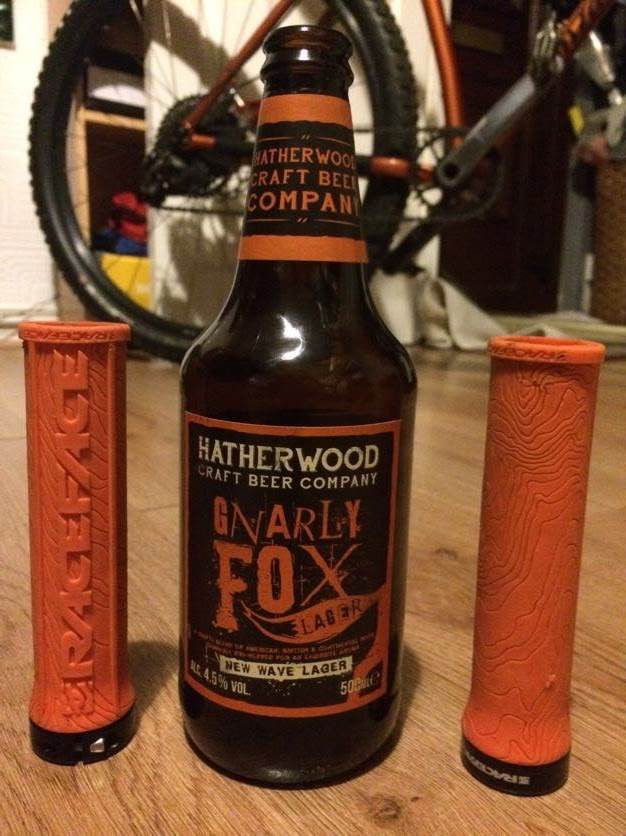 HATHERWOOD
CRAFT BEER
COMPANY
HATHERWOOD
CRAFT BEER COMPANY
GNARLY
FOX
LAGER
NEW WAVE LAGER
ALC. 4.5% VOL.
RACEFACE